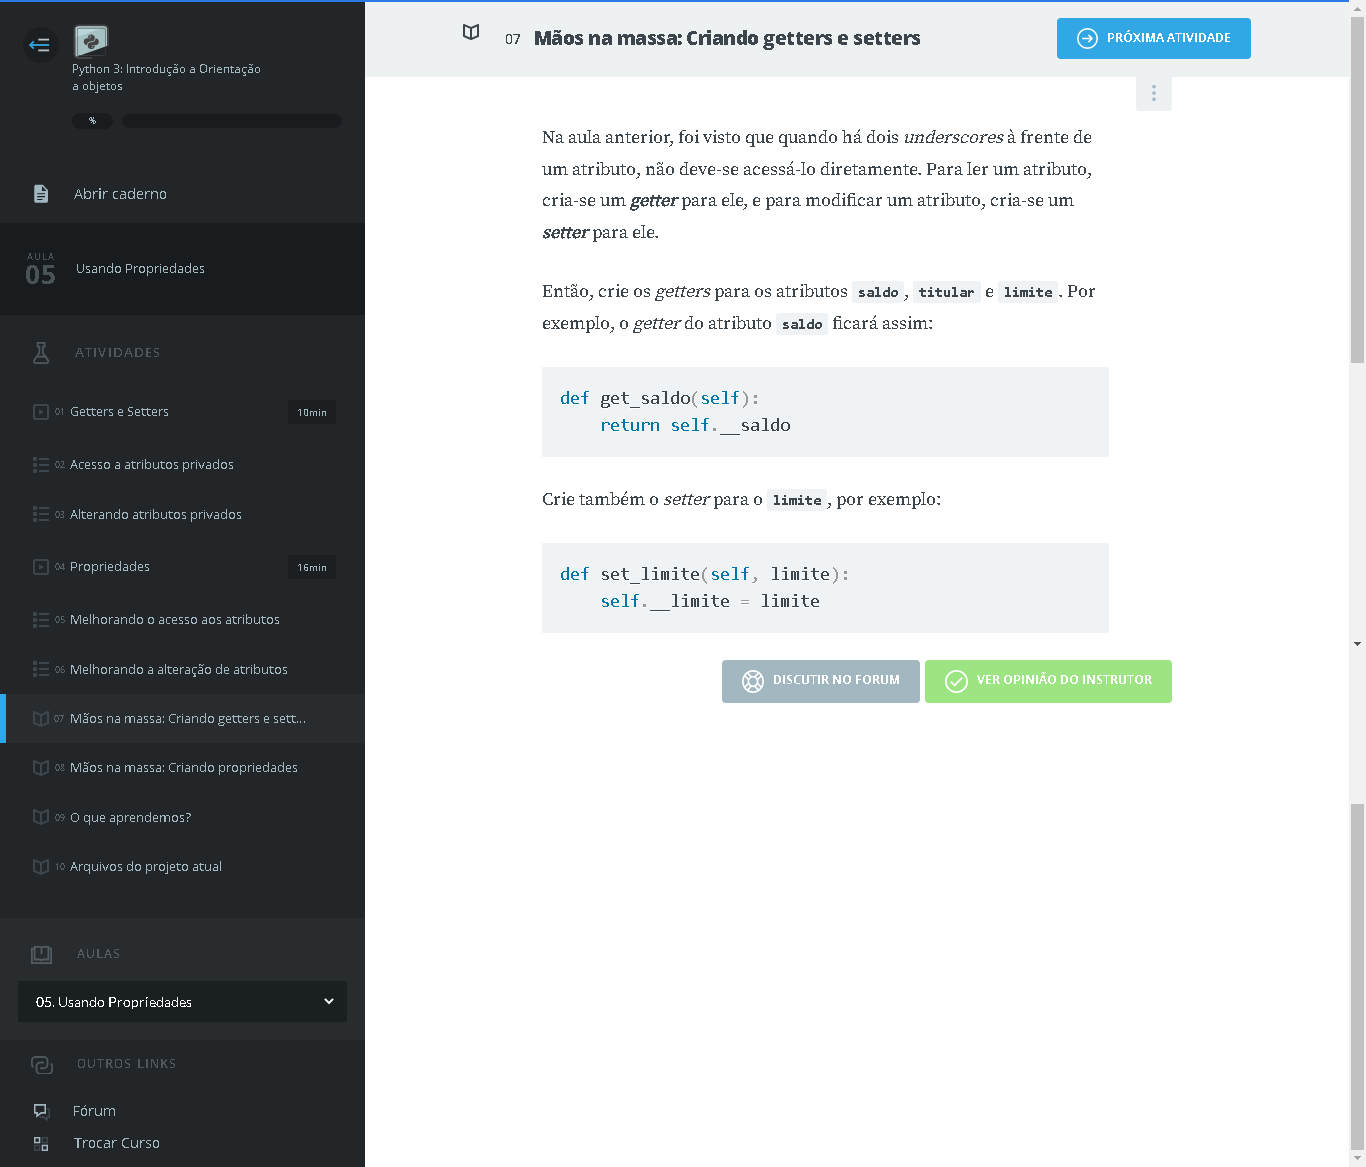 Python 3: Introdução a Orientação
a objetos
%
Abrir caderno
AULA
05
Usando Propriedades
ATIVIDADES
01 Getters e Setters 10min
02 Acesso a atributos privados
03 Alterando atributos privados
04 Propriedades 16min
05 Melhorando o acesso aos atributos
06 Melhorando a alteração de atributos
07 Mãos na massa: Criando getters e sett...
08 Mãos na massa: Criando propriedades
09 O que aprendemos?
10 Arquivos do projeto atual
AULAS
05. Usando Propriedades
OUTROS LINKS
Fórum
Trocar Curso
07 Mãos na massa: Criando getters e setters
PRÓXIMA ATIVIDADE
Na aula anterior, foi visto que quando há dois underscores à frente de
um atributo, não deve-se acessá-lo diretamente. Para ler um atributo,
cria-se um getter para ele, e para modificar um atributo, cria-se um
setter para ele.
Então, crie os getters para os atributos saldo, titular e limite. Por
exemplo, o getter do atributo saldo ficará assim:
def get_saldo(self):
    return self.__saldo
Crie também o setter para o limite, por exemplo:
def set_limite(self, limite):
    self.__limite = limite
DISCUTIR NO FORUM
VER OPINIÃO DO INSTRUTOR